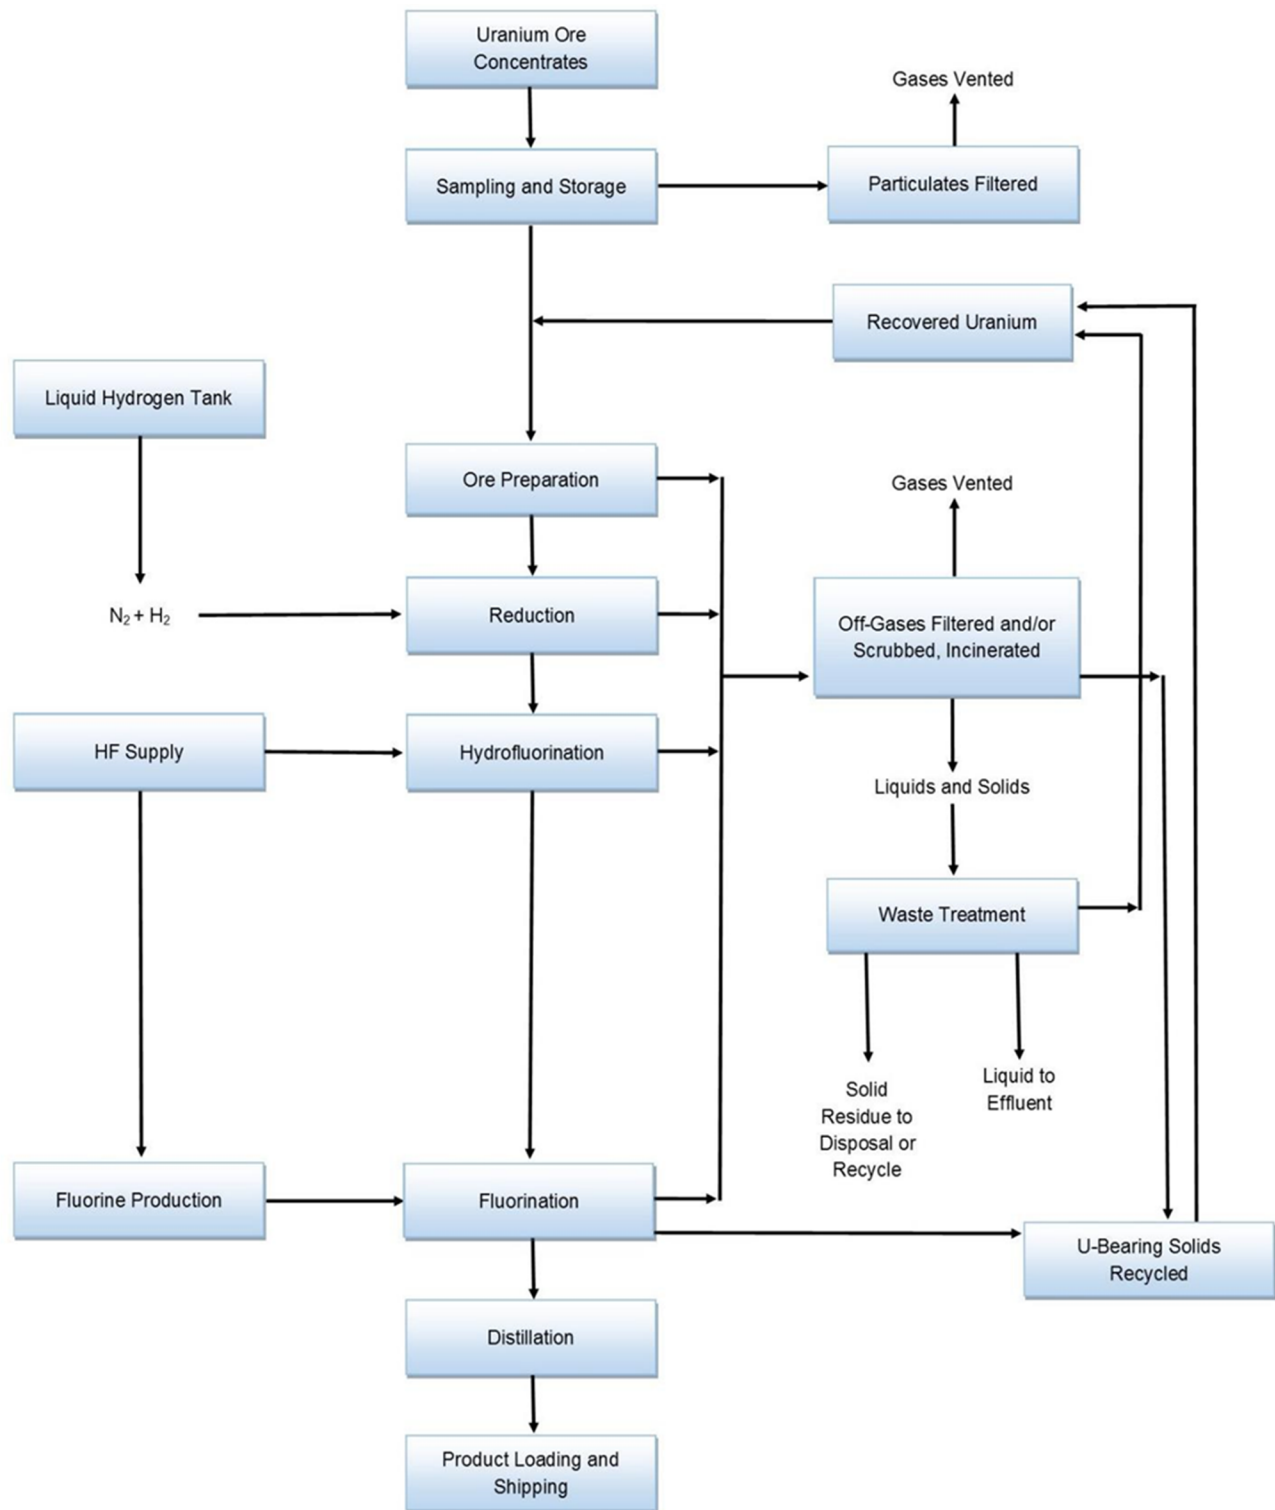 Uranium Ore
Concentrates
Gases Vented
Sampling and Storage
Particulates Filtered
Recovered Uranium
Liquid Hydrogen Tank
Ore Preparation
Gases Vented
N₂ + H₂
Reduction
Off-Gases Filtered and/or
Scrubbed, Incinerated
HF Supply
Hydrofluorination
Liquids and Solids
Waste Treatment
Solid
Residue to
Disposal or
Recycle
Liquid to
Effluent
Fluorine Production
Fluorination
U-Bearing Solids
Recycled
Distillation
Product Loading and
Shipping